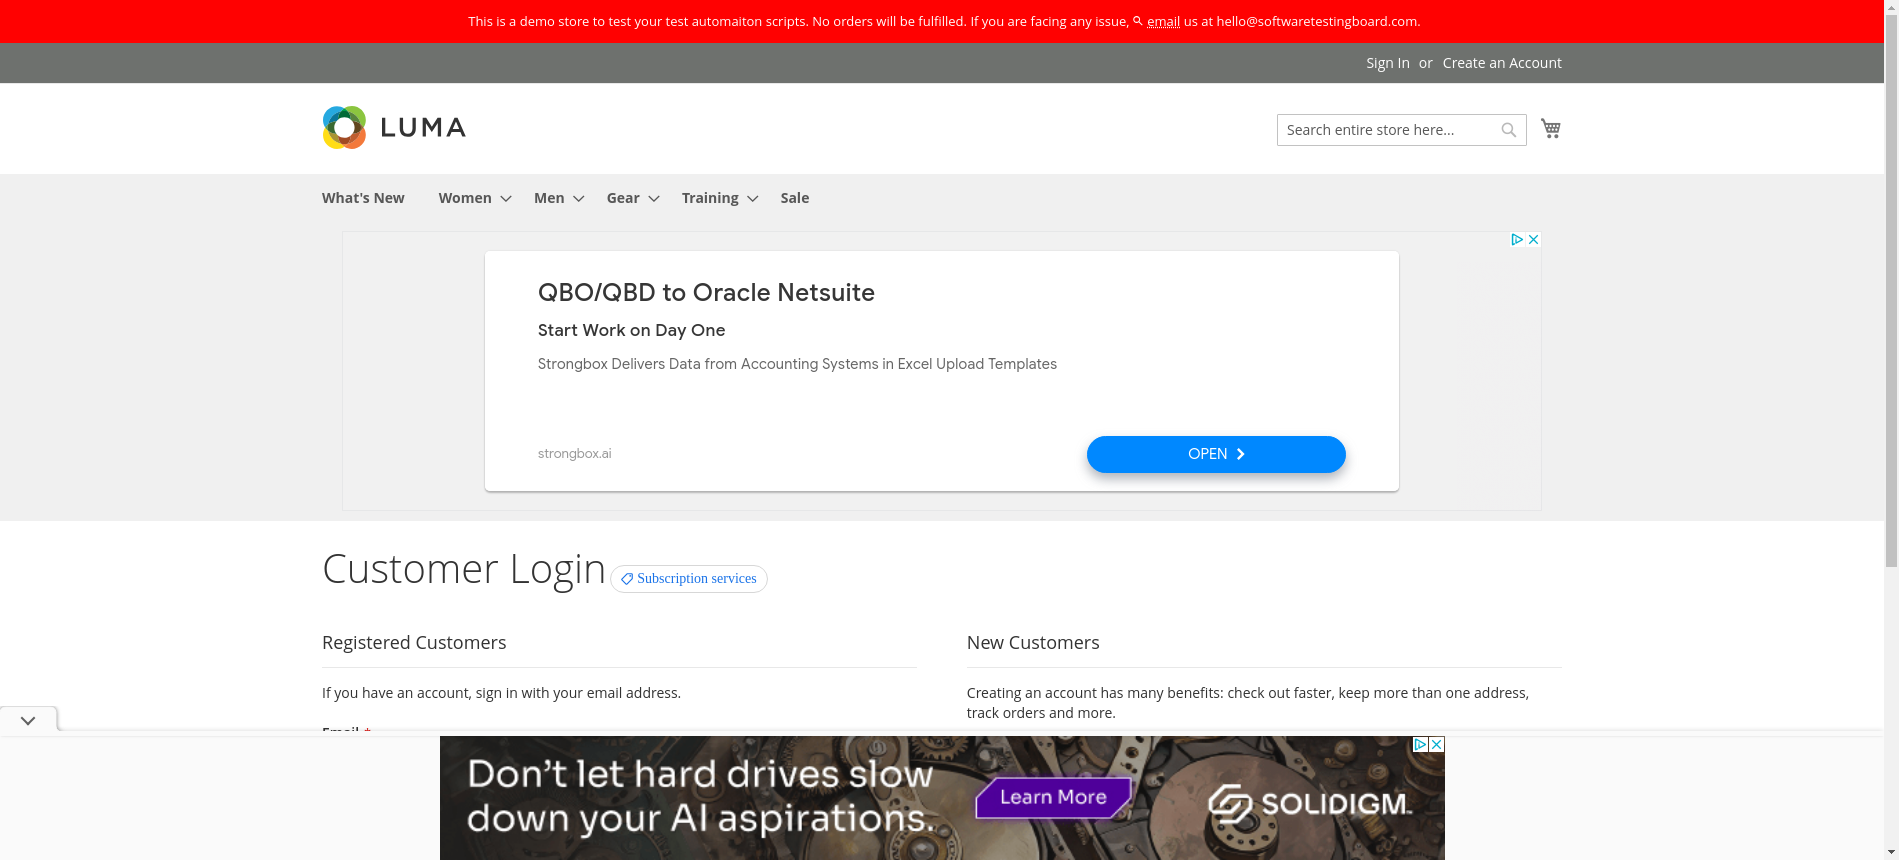 This is a demo store to test your test automaiton scripts. No orders will be fulfilled. If you are facing any issue, email us at hello@softwaretestingboard.com.
Sign In or Create an Account
LUMA
Search entire store here...
What's New Women Men Gear Training Sale
QBO/QBD to Oracle Netsuite
Start Work on Day One
Strongbox Delivers Data from Accounting Systems in Excel Upload Templates
strongbox.ai
OPEN
Customer Login
Subscription services
Registered Customers
If you have an account, sign in with your email address.
Email *
New Customers
Creating an account has many benefits: check out faster, keep more than one address,
track orders and more.
Don't let hard drives slow
down your AI aspirations.
Learn More
SOLIDIGM